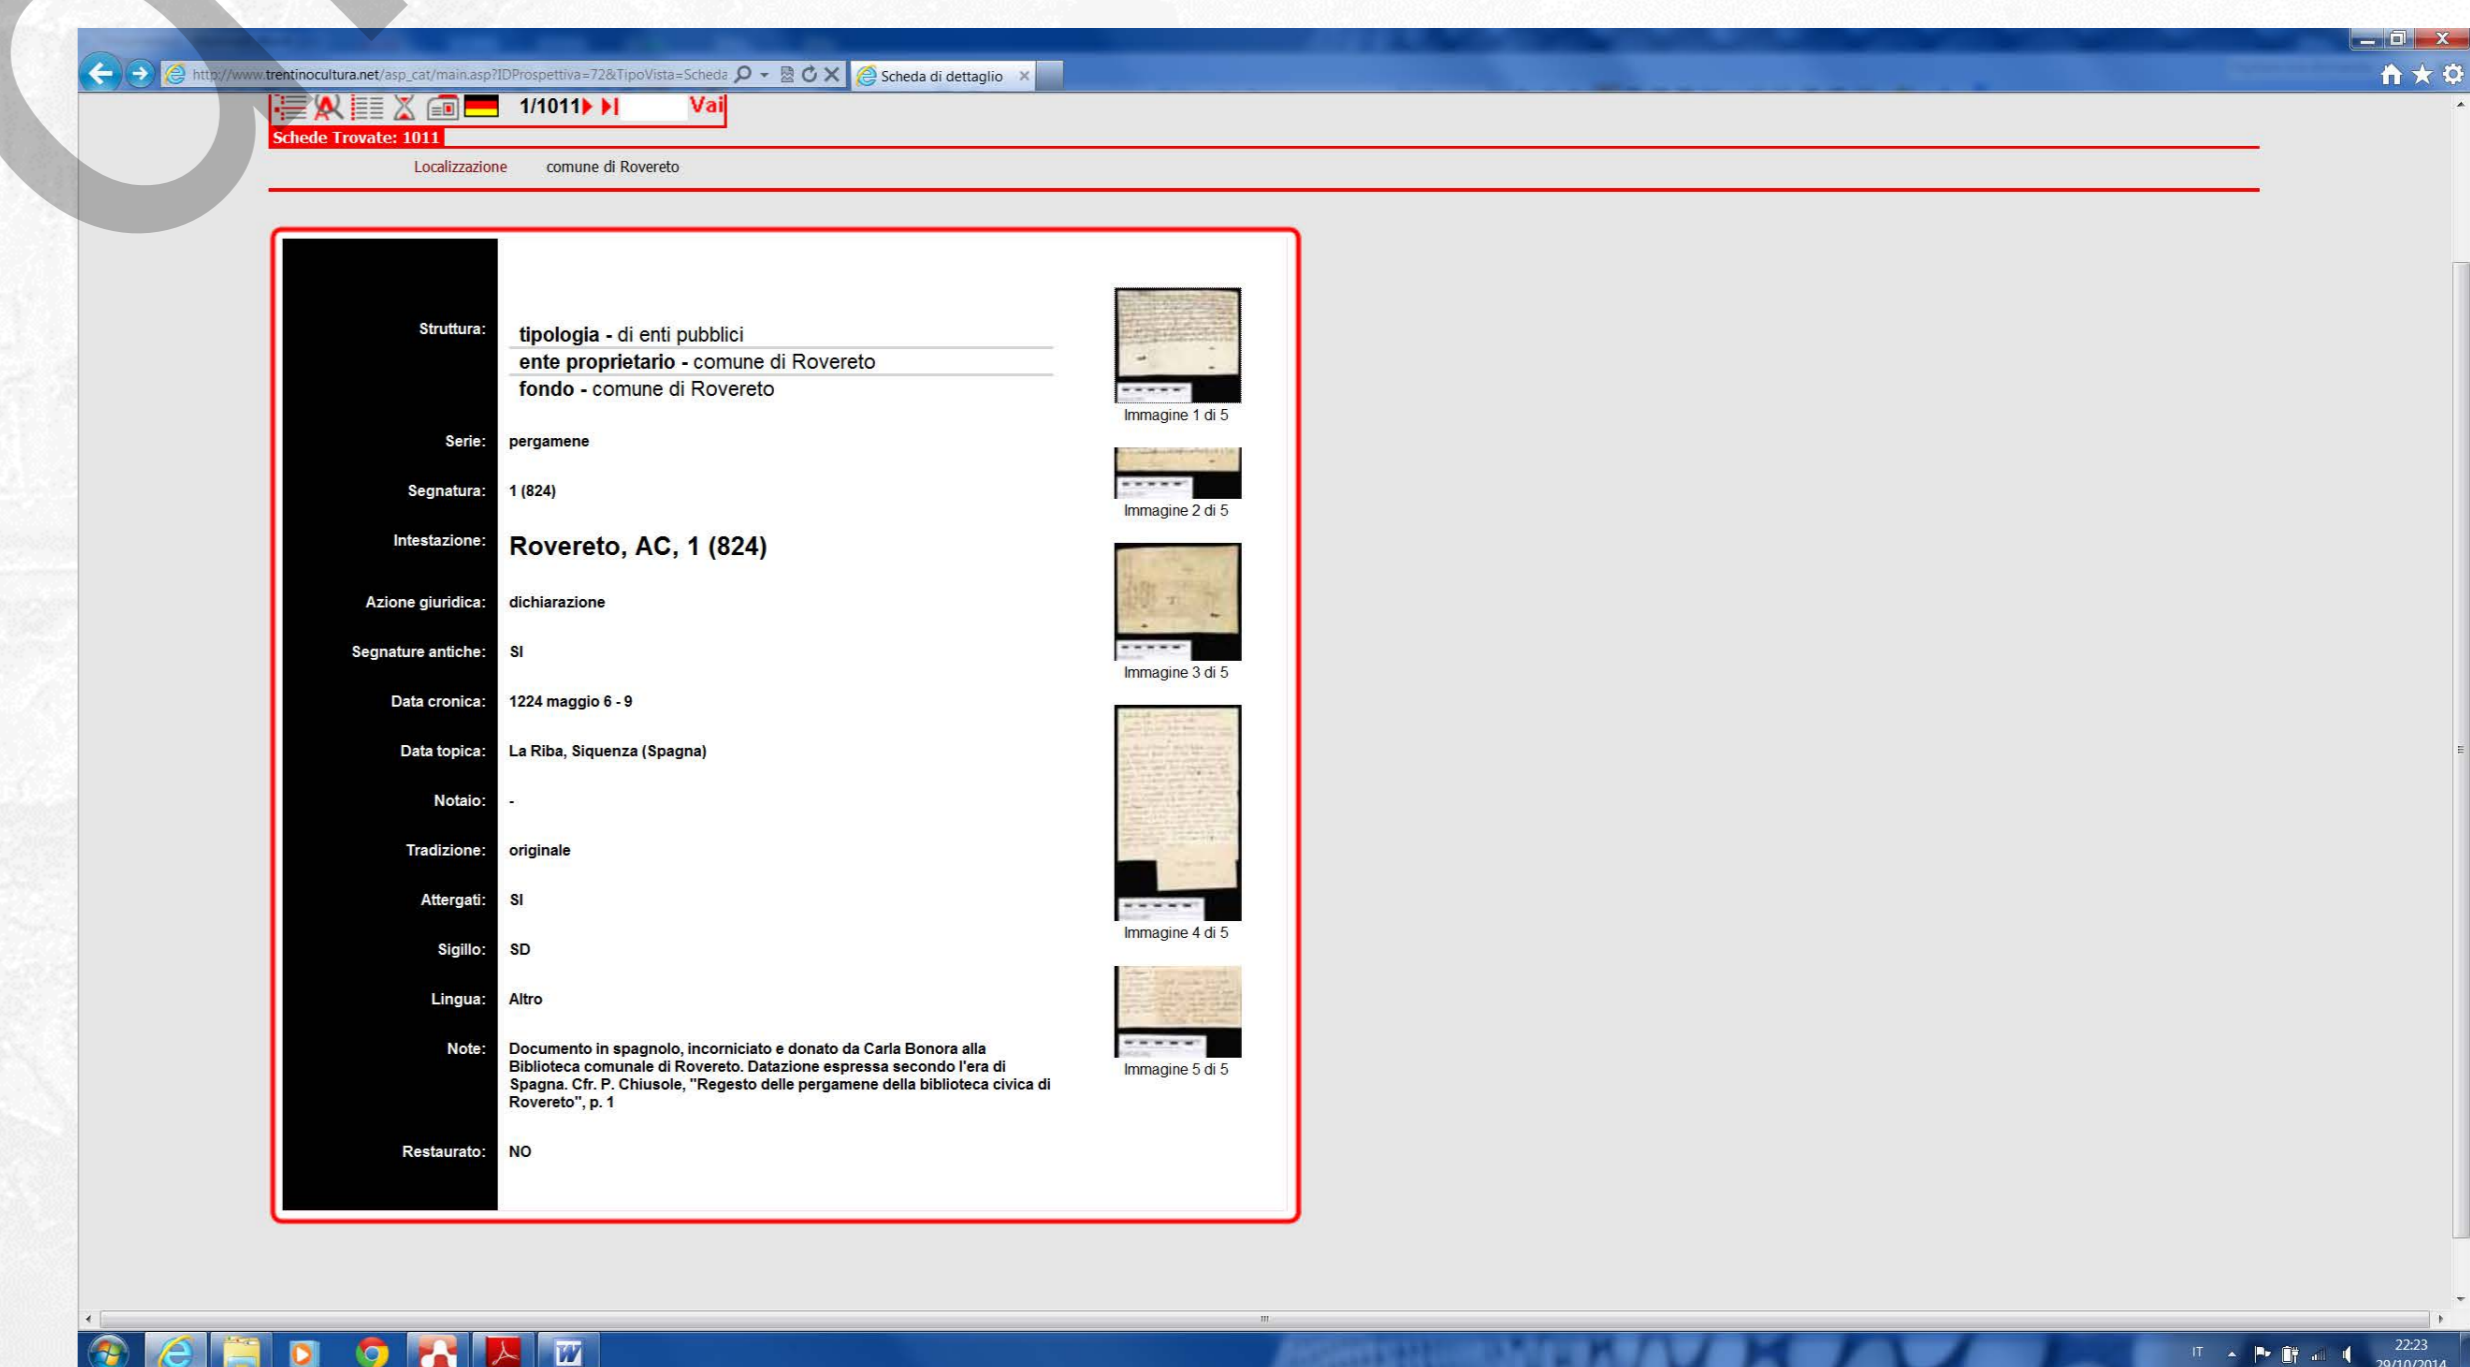 http://www.trentinocultura.net/asp_cat/main.asp?IDProspettiva=72&TipoVista=Scheda
Scheda di dettaglio
1/1011
Vai
Schede Trovate: 1011
Localizzazione comune di Rovereto
Struttura:
tipologia - di enti pubblici
ente proprietario - comune di Rovereto
fondo - comune di Rovereto
Immagine 1 di 5
Serie: pergamene
Segnatura: 1 (824)
Immagine 2 di 5
Intestazione: Rovereto, AC, 1 (824)
Azione giuridica: dichiarazione
Segnature antiche: SI
Immagine 3 di 5
Data cronica: 1224 maggio 6 - 9
Data topica: La Riba, Siquenza (Spagna)
Notaio: -
Tradizione: originale
Attergati: SI
Immagine 4 di 5
Sigillo: SD
Lingua: Altro
Note: Documento in spagnolo, incorniciato e donato da Carla Bonora alla
Biblioteca comunale di Rovereto. Datazione espressa secondo l'era di
Spagna. Cfr. P. Chiusole, "Regesto delle pergamene della biblioteca civica di
Rovereto", p. 1
Immagine 5 di 5
Restaurato: NO
IT
22:23
29/10/2014